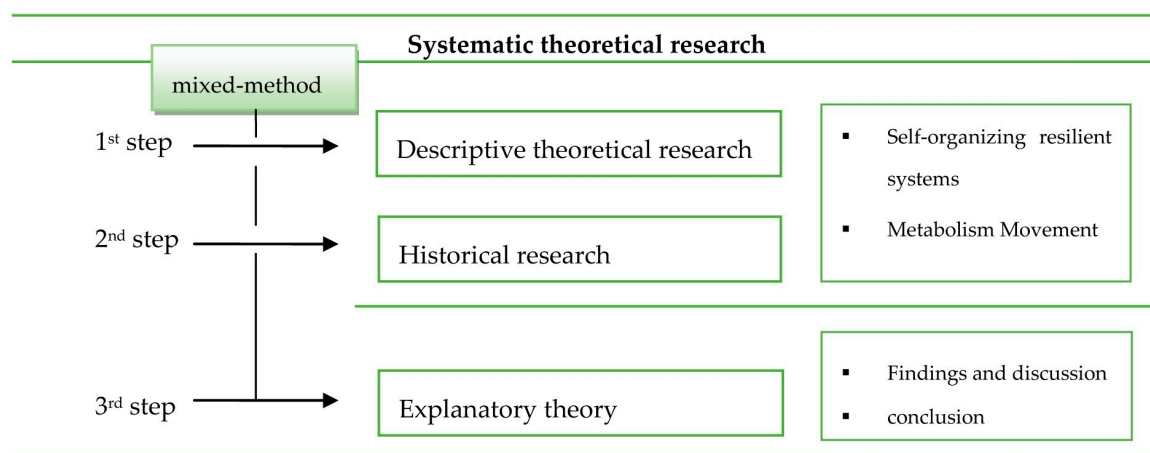 Systematic theoretical research
mixed-method
1st step
Descriptive theoretical research
▪ Self-organizing resilient
systems
▪ Metabolism Movement
2nd step
Historical research
3rd step
Explanatory theory
▪ Findings and discussion
▪ conclusion